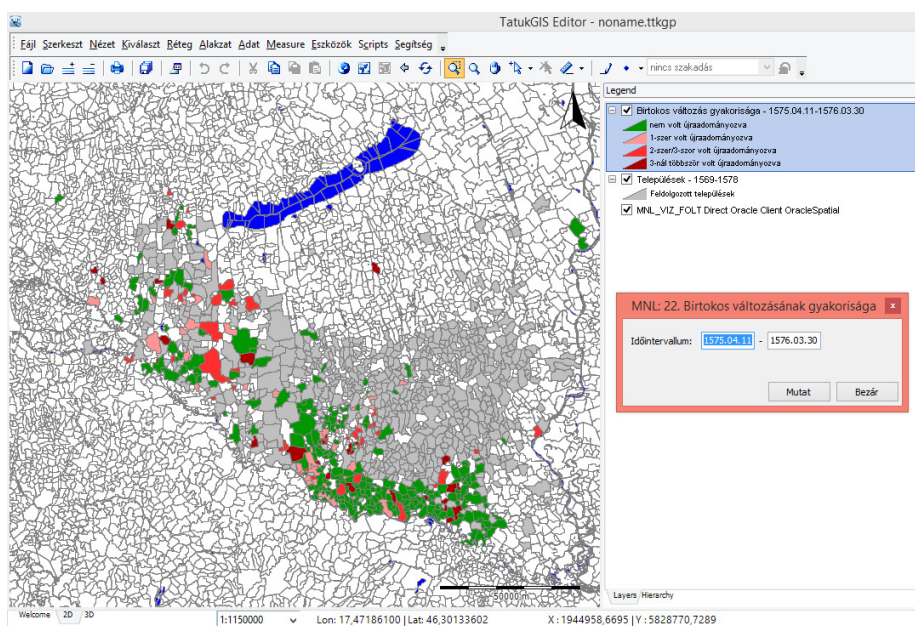 TatukGIS Editor - noname.ttkgp
Fájl Szerkeszt Nézet Kiválaszt Réteg Alakzat Adat Measure Eszközök Scripts Segítség
nincs szakadás
Legend
Birtokos változás gyakorisága - 1575.04.11-1576.03.30
nem volt újraadományozva
1-szer volt újraadományozva
2-szer/3-szor volt újraadományozva
3-nál többször volt újraadományozva
Települések - 1569-1578
Feldolgozott települések
MNL_VIZ_FOLT Direct Oracle Client OracleSpatial
MNL: 22. Birtokos változásának gyakorisága x
Időintervallum: 1575.04.11 - 1576.03.30
Mutat Bezár
50000 m
Layers Hierarchy
Welcome 2D 3D
1:1150000 Lon: 17,47186100 | Lat: 46,30133602 X : 1944958,6695 | Y : 5828770,7289